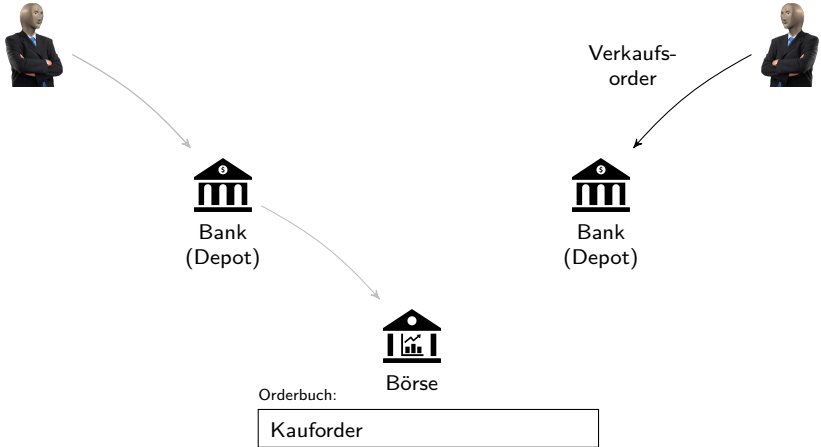 Verkaufs-
order
Bank
(Depot)
Bank
(Depot)
Börse
Orderbuch:
Kauforder